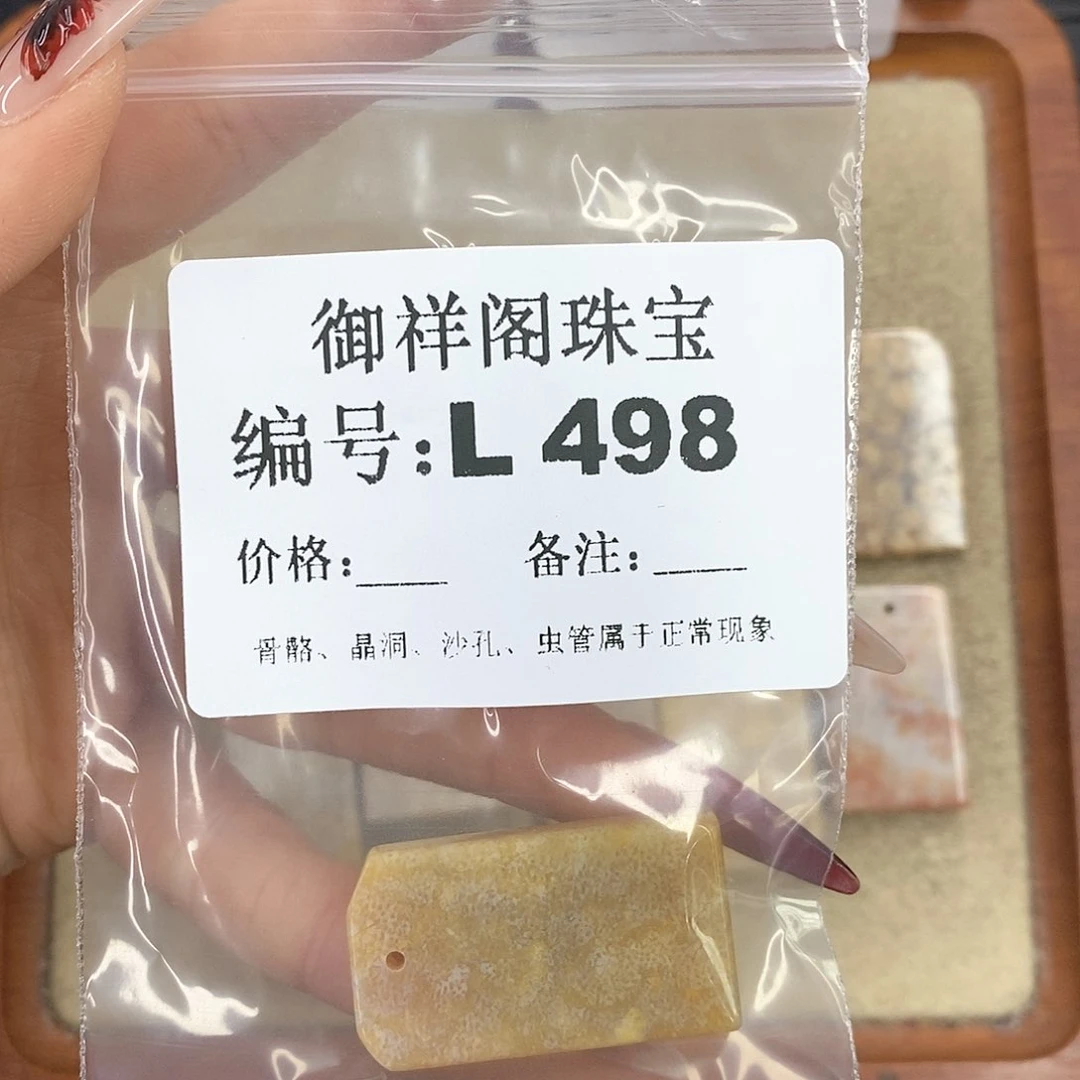 御祥阁珠宝
编号:L 498
价格:____ 备注:____
骨骼、晶洞、沙孔、虫管属于正常现象